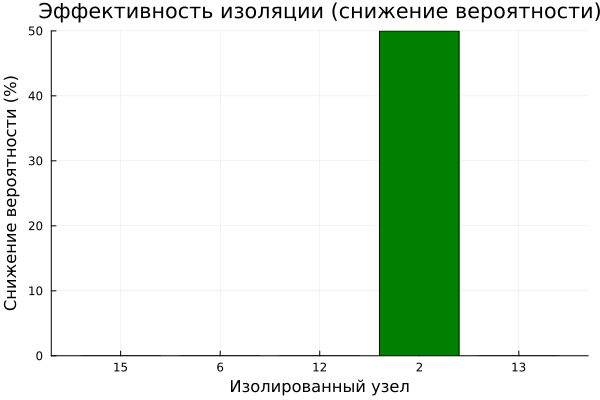 Эффективность изоляции (снижение вероятности)
Снижение вероятности (%)
50
40
30
20
10
0
15 6 12 2 13
Изолированный узел